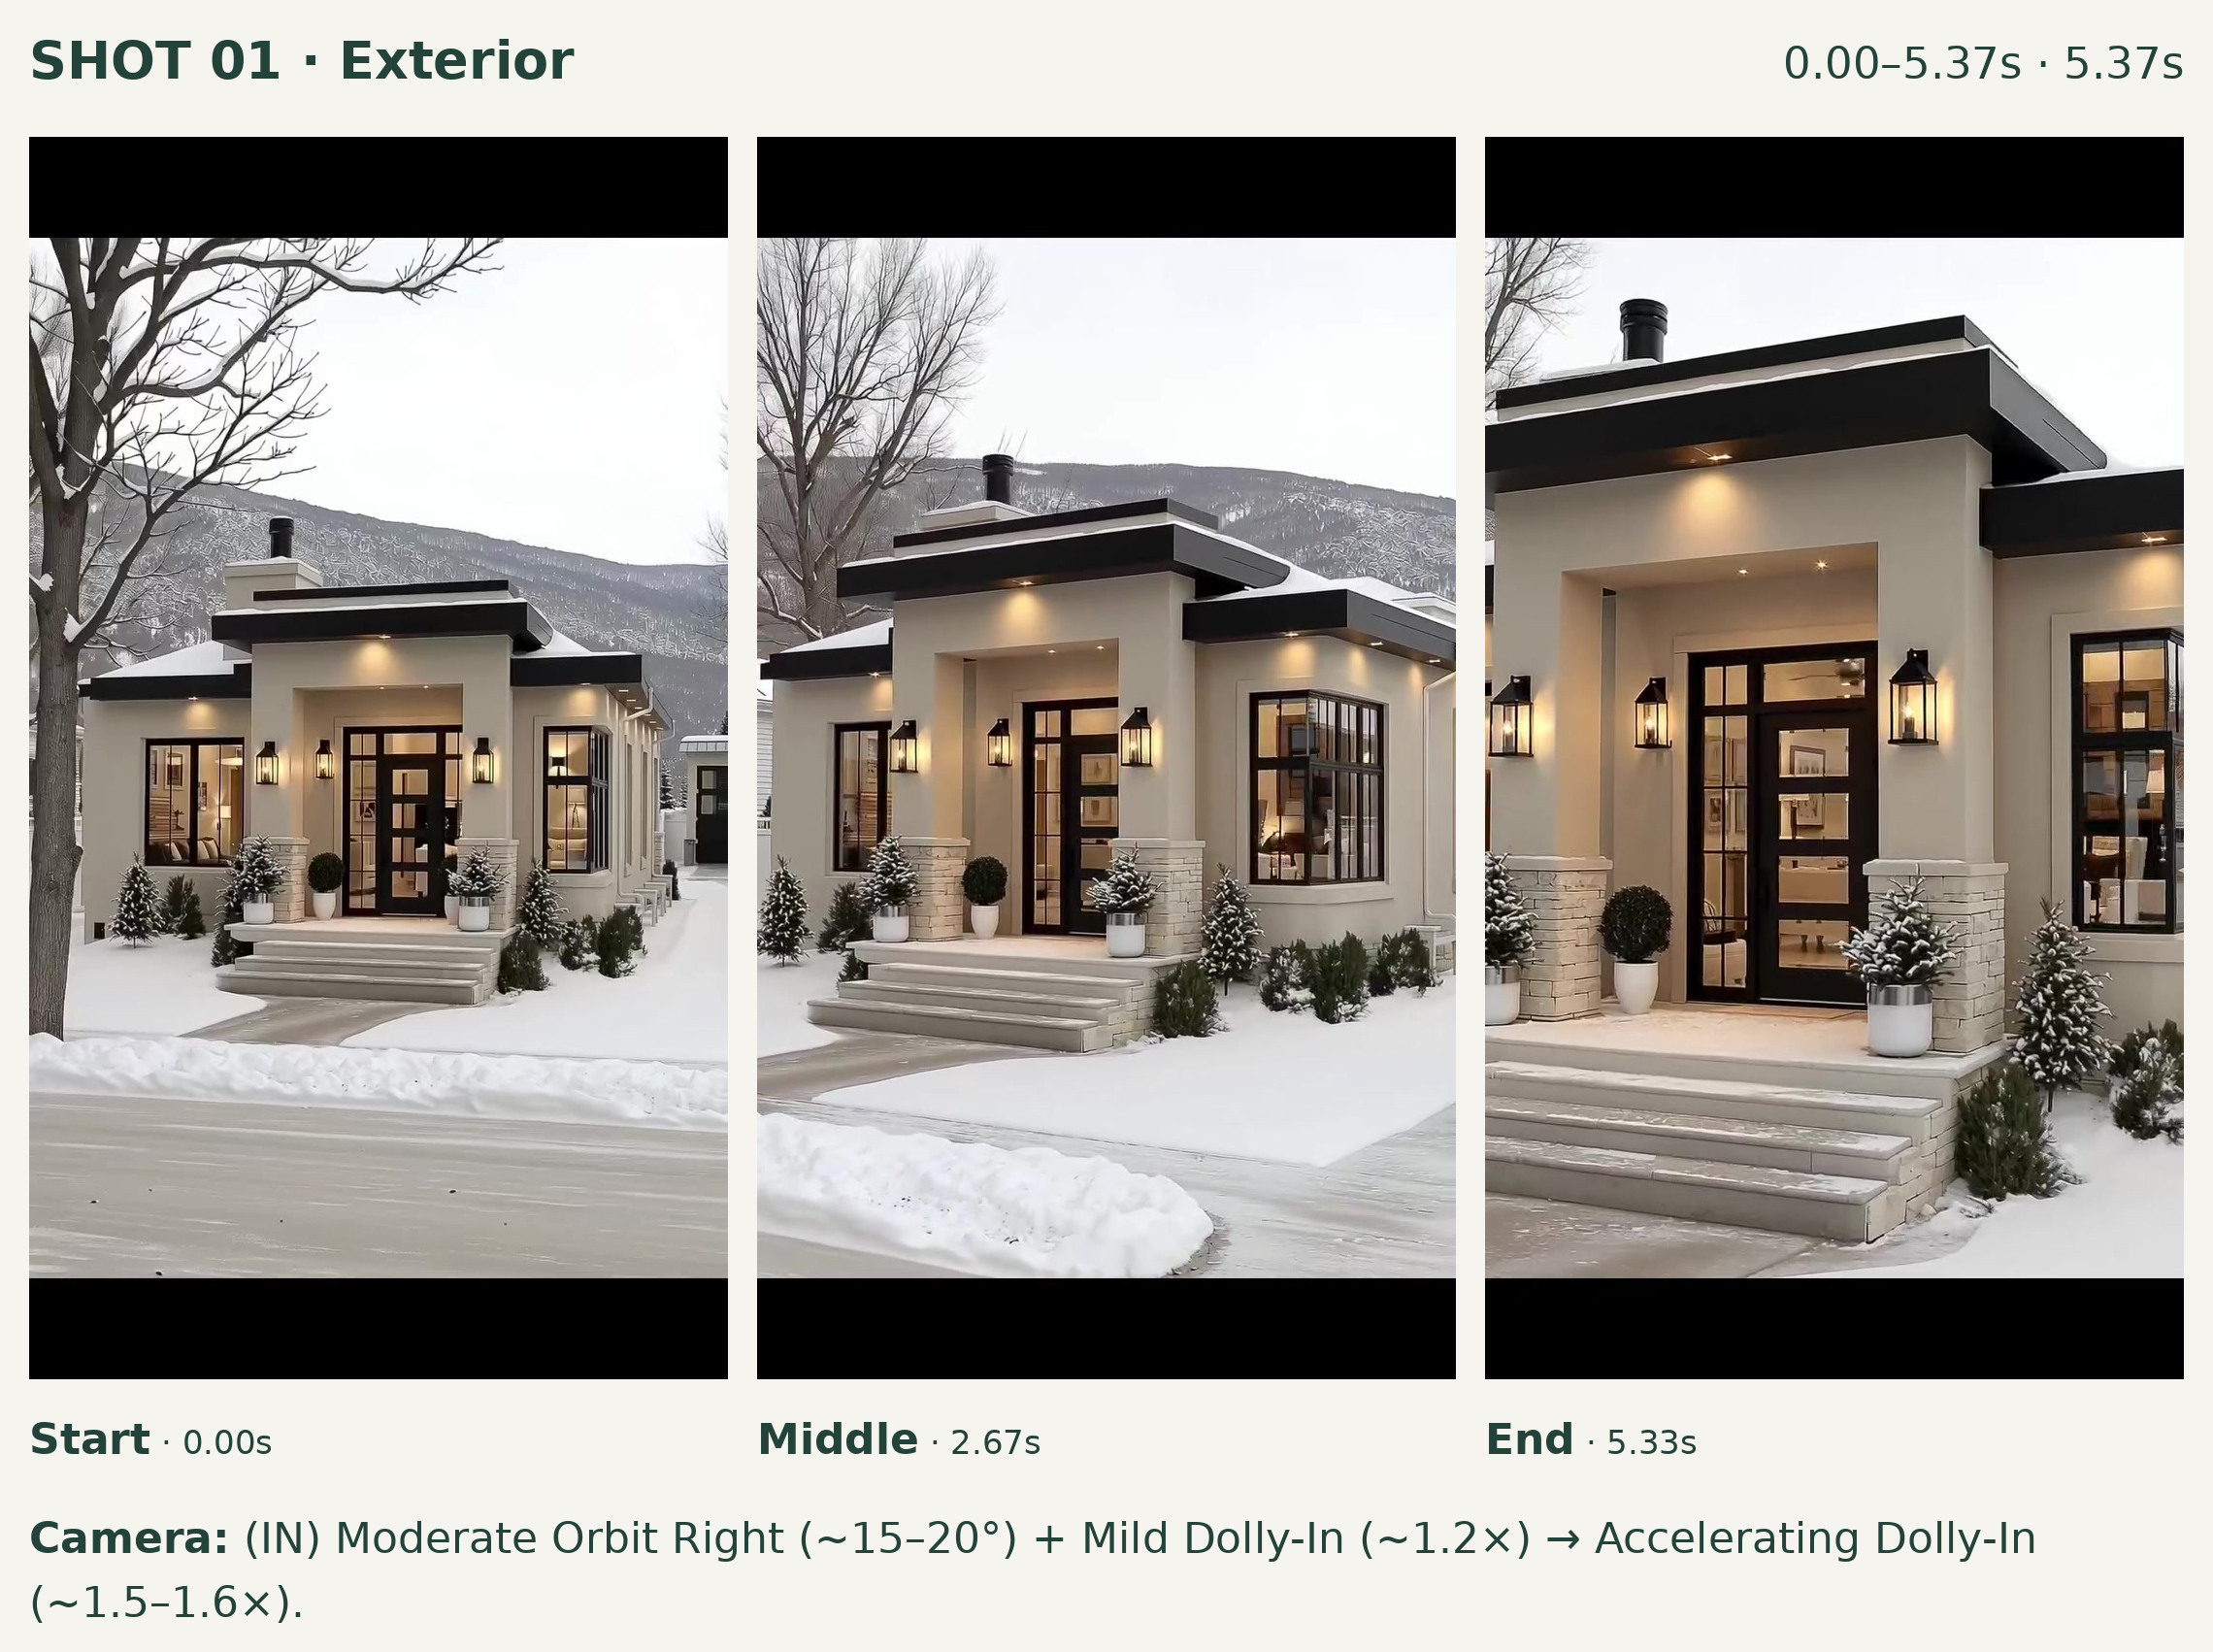 SHOT 01 · Exterior
0.00–5.37s · 5.37s
Start · 0.00s
Middle · 2.67s
End · 5.33s
Camera: (IN) Moderate Orbit Right (~15–20°) + Mild Dolly-In (~1.2×) → Accelerating Dolly-In
(~1.5–1.6×).